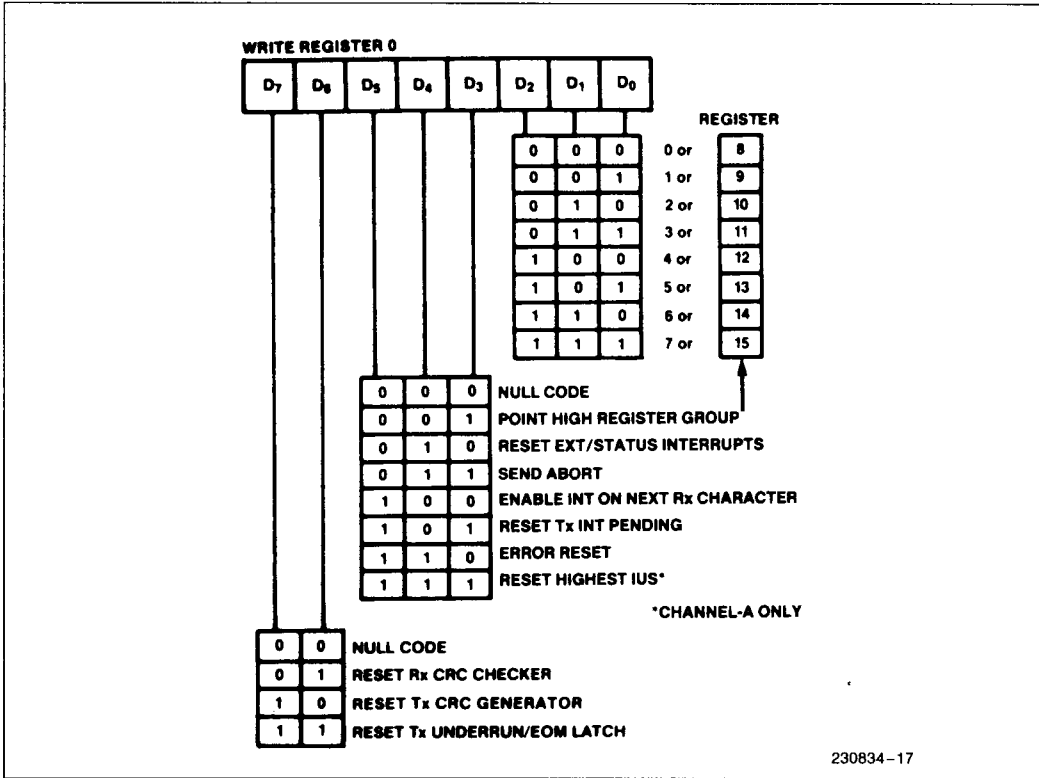 WRITE REGISTER 0
D7 D6 D5 D4 D3 D2 D1 D0
REGISTER
0 0 0 0 or 8
0 0 1 1 or 9
0 1 0 2 or 10
0 1 1 3 or 11
1 0 0 4 or 12
1 0 1 5 or 13
1 1 0 6 or 14
1 1 1 7 or 15
0 0 0 NULL CODE
0 0 1 POINT HIGH REGISTER GROUP
0 1 0 RESET EXT/STATUS INTERRUPTS
0 1 1 SEND ABORT
1 0 0 ENABLE INT ON NEXT Rx CHARACTER
1 0 1 RESET Tx INT PENDING
1 1 0 ERROR RESET
1 1 1 RESET HIGHEST IUS*
*CHANNEL-A ONLY
0 0 NULL CODE
0 1 RESET Rx CRC CHECKER
1 0 RESET Tx CRC GENERATOR
1 1 RESET Tx UNDERRUN/EOM LATCH
230834-17